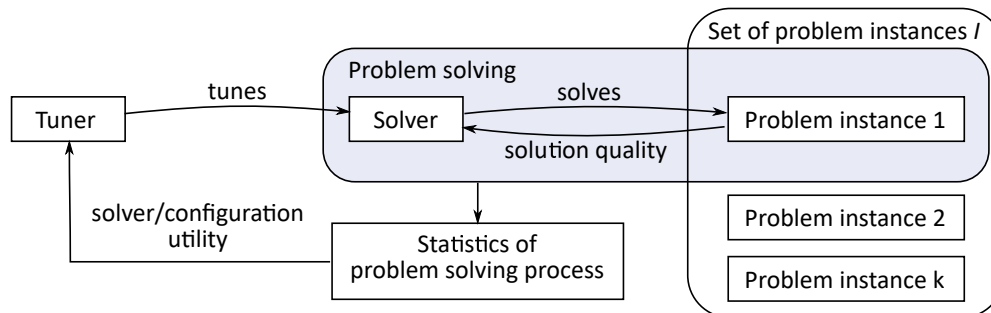 Set of problem instances I
Problem solving
tunes
solves
Tuner
Solver
Problem instance 1
solution quality
solver/configuration
utility
Statistics of
problem solving process
Problem instance 2
Problem instance k